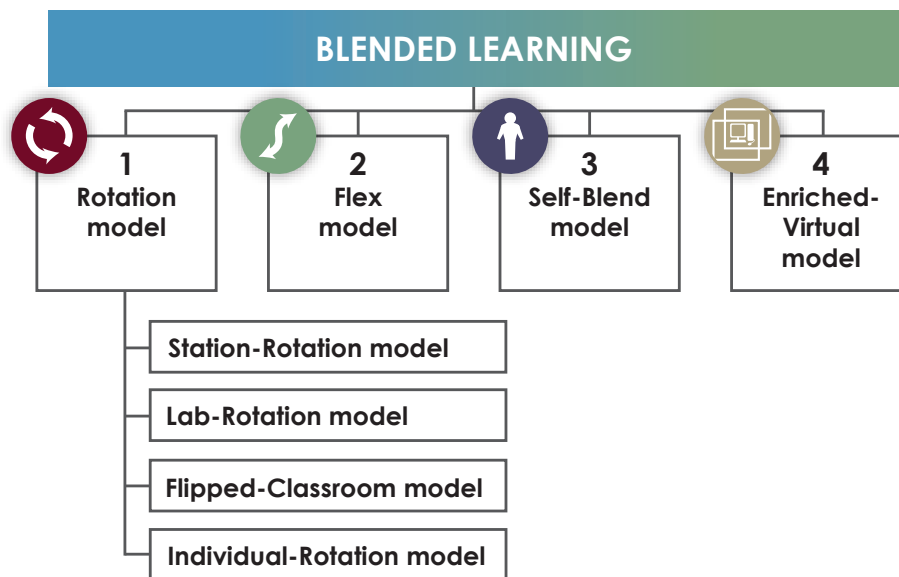 BLENDED LEARNING
1
Rotation
model
2
Flex
model
3
Self-Blend
model
4
Enriched-
Virtual
model
Station-Rotation model
Lab-Rotation model
Flipped-Classroom model
Individual-Rotation model